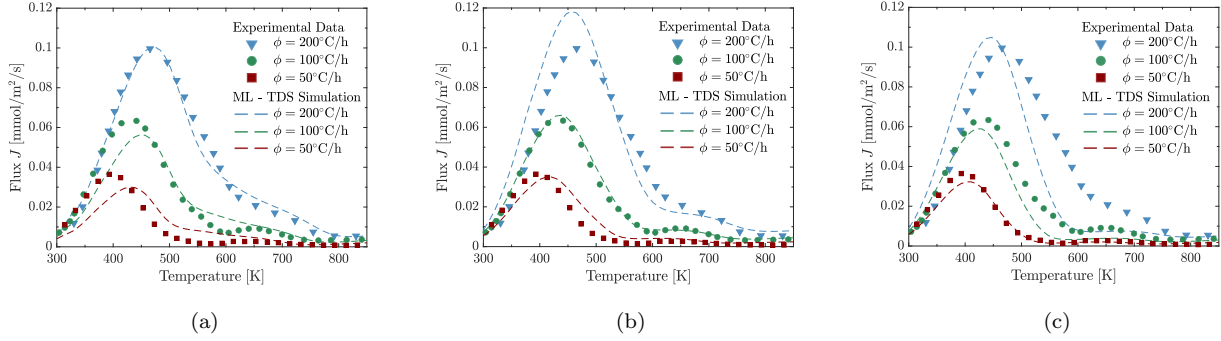 0.12
0.1
0.08
0.06
0.04
0.02
0
Flux J [mmol/m²/s]
300 400 500 600 700 800
Temperature [K]
Experimental Data
ϕ = 200°C/h
ϕ = 100°C/h
ϕ = 50°C/h
ML - TDS Simulation
ϕ = 200°C/h
ϕ = 100°C/h
ϕ = 50°C/h
(a)
0.12
0.1
0.08
0.06
0.04
0.02
0
Flux J [mmol/m²/s]
300 400 500 600 700 800
Temperature [K]
Experimental Data
ϕ = 200°C/h
ϕ = 100°C/h
ϕ = 50°C/h
ML - TDS Simulation
ϕ = 200°C/h
ϕ = 100°C/h
ϕ = 50°C/h
(b)
0.12
0.1
0.08
0.06
0.04
0.02
0
Flux J [mmol/m²/s]
300 400 500 600 700 800
Temperature [K]
Experimental Data
ϕ = 200°C/h
ϕ = 100°C/h
ϕ = 50°C/h
ML - TDS Simulation
ϕ = 200°C/h
ϕ = 100°C/h
ϕ = 50°C/h
(c)